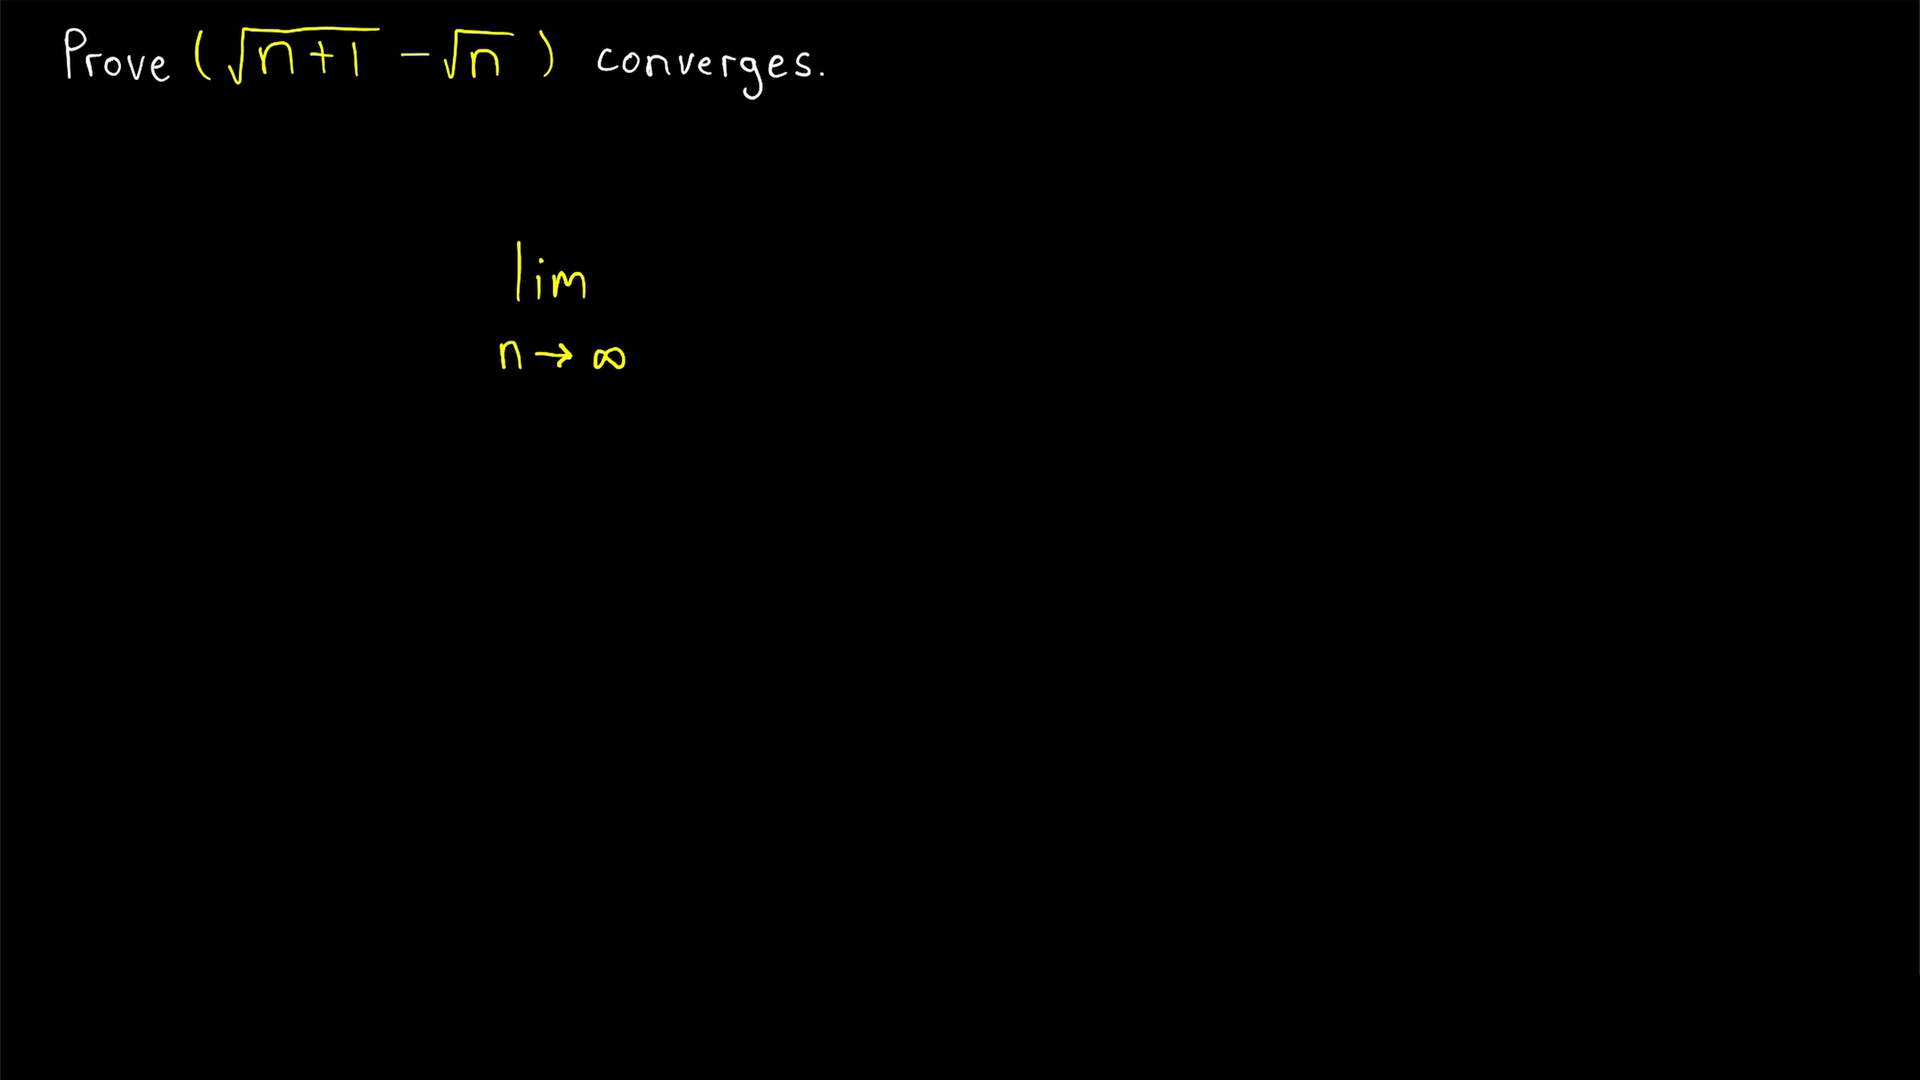 Prove (√n+1 - √n) converges.
lim
n → ∞